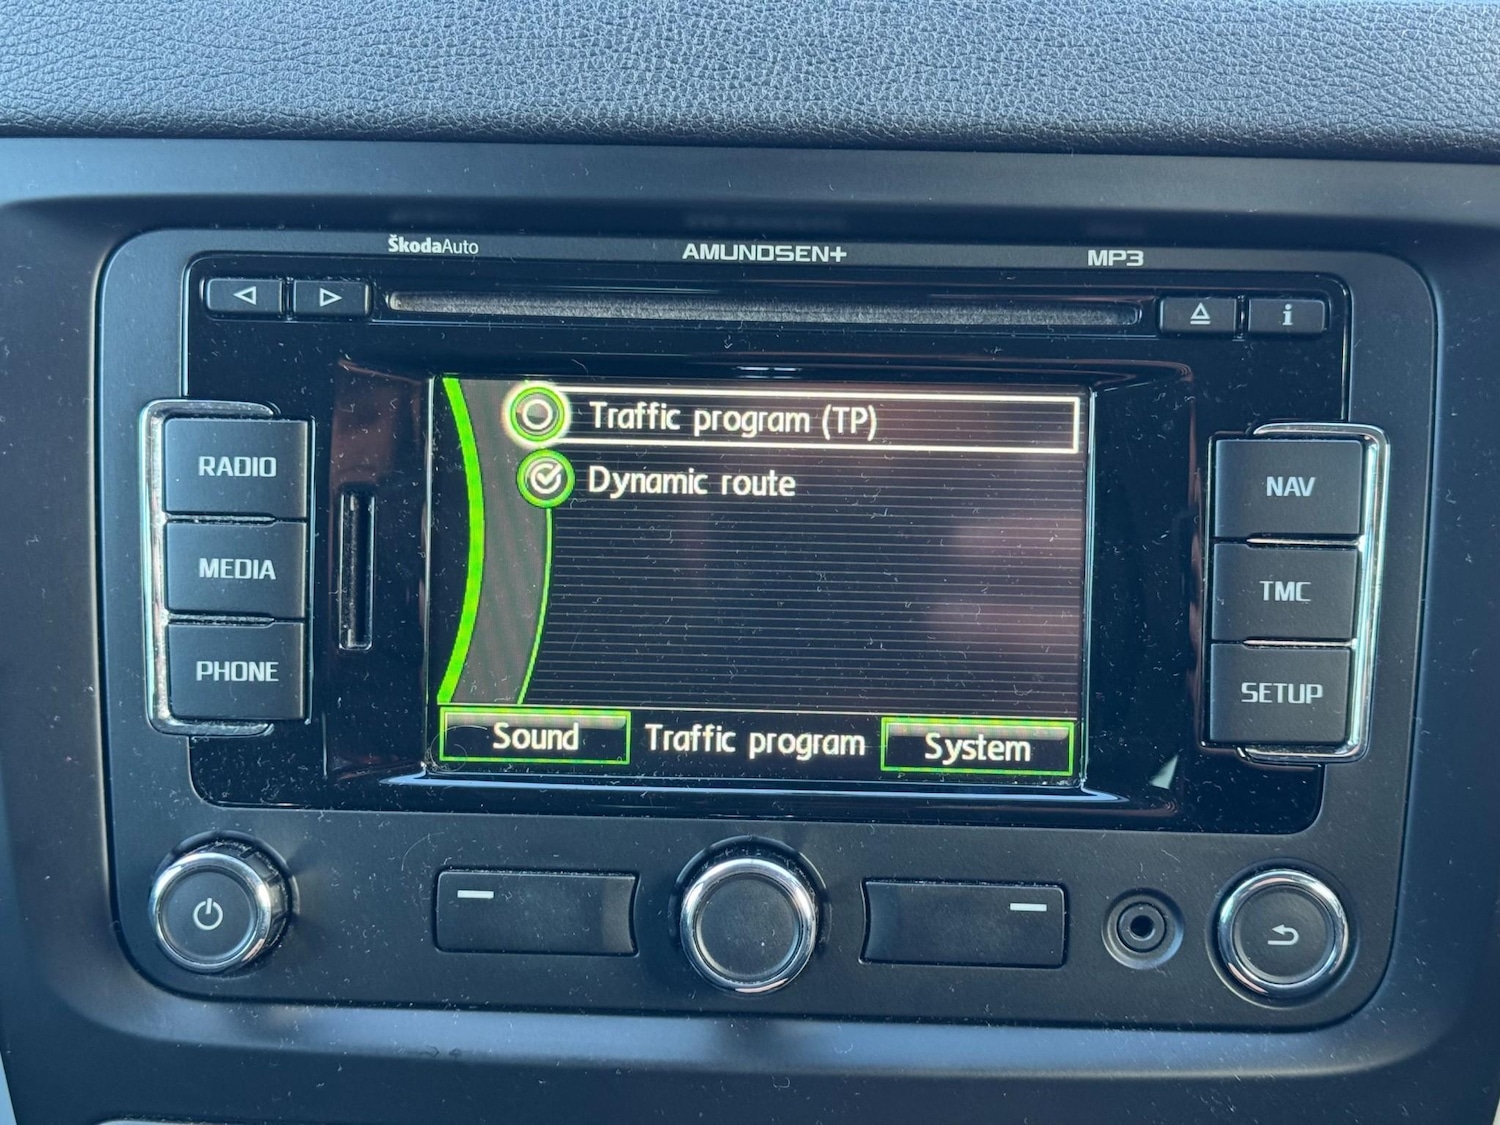 ŠkodaAuto
AMUNDSEN+
MP3
i
RADIO
MEDIA
PHONE
Traffic program (TP)
Dynamic route
Sound
Traffic program
System
NAV
TMC
SETUP